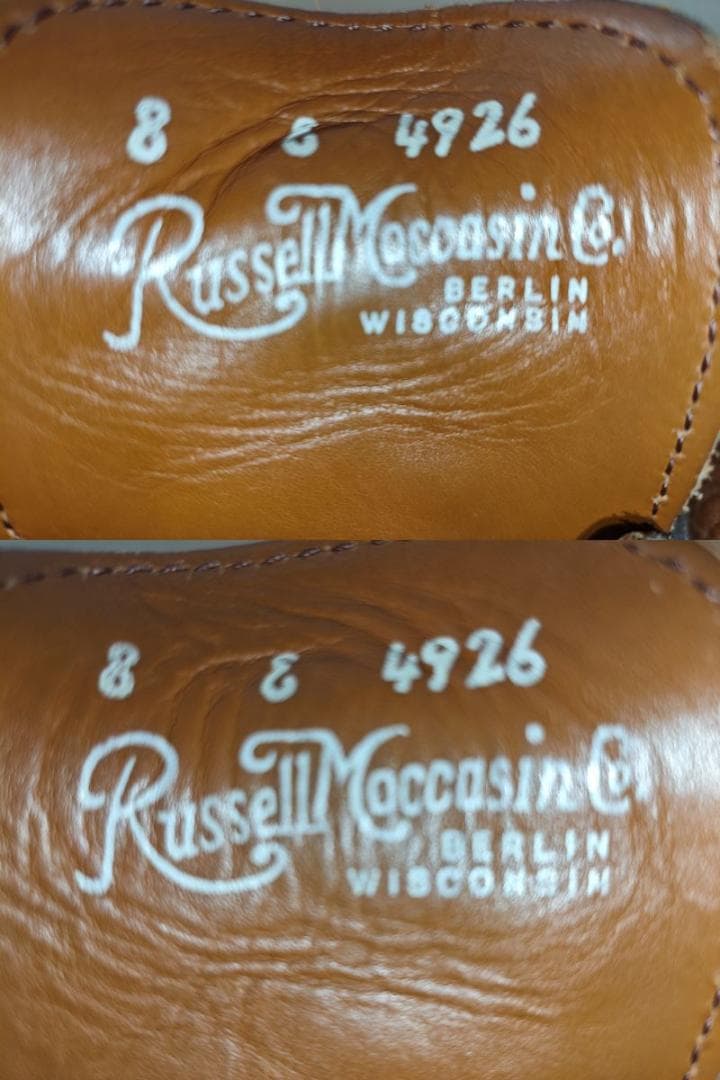 8 E 4926
Russell Moccasin Co.
BERLIN
WISCONSIN
8 E 4926
Russell Moccasin Co.
BERLIN
WISCONSIN